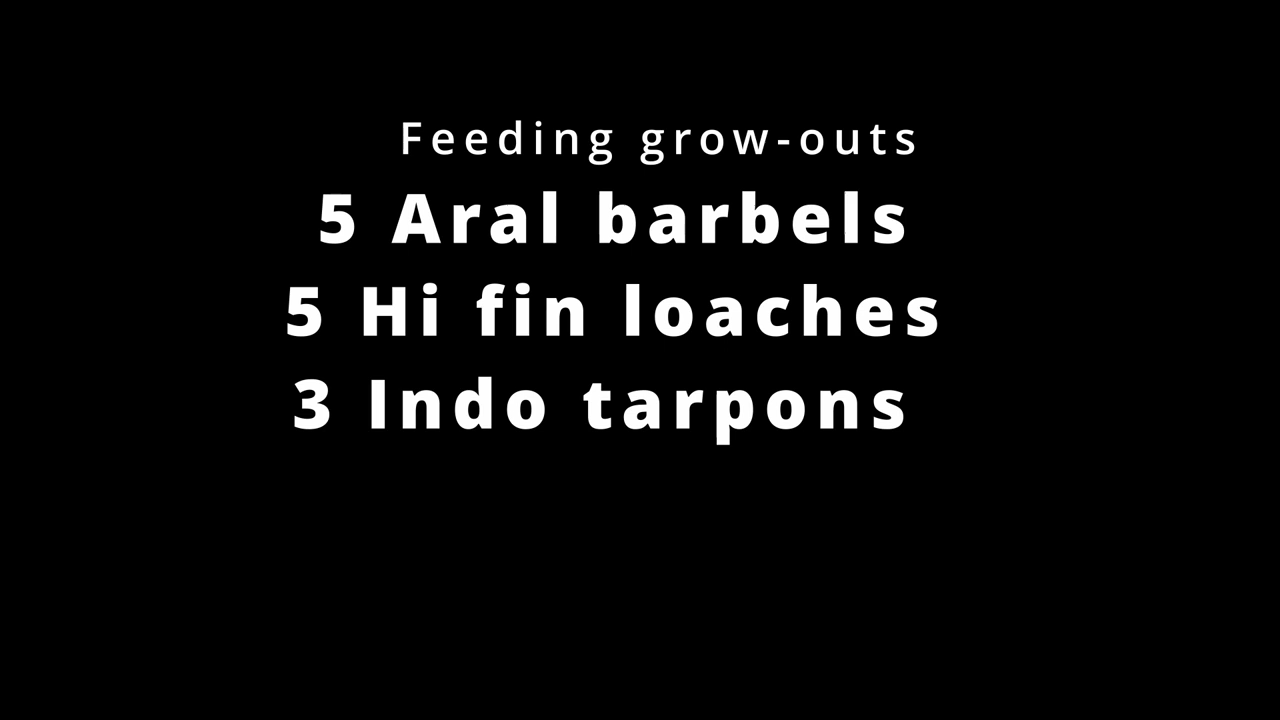 Feeding grow-outs
5 Aral barbels
5 Hi fin loaches
3 Indo tarpons